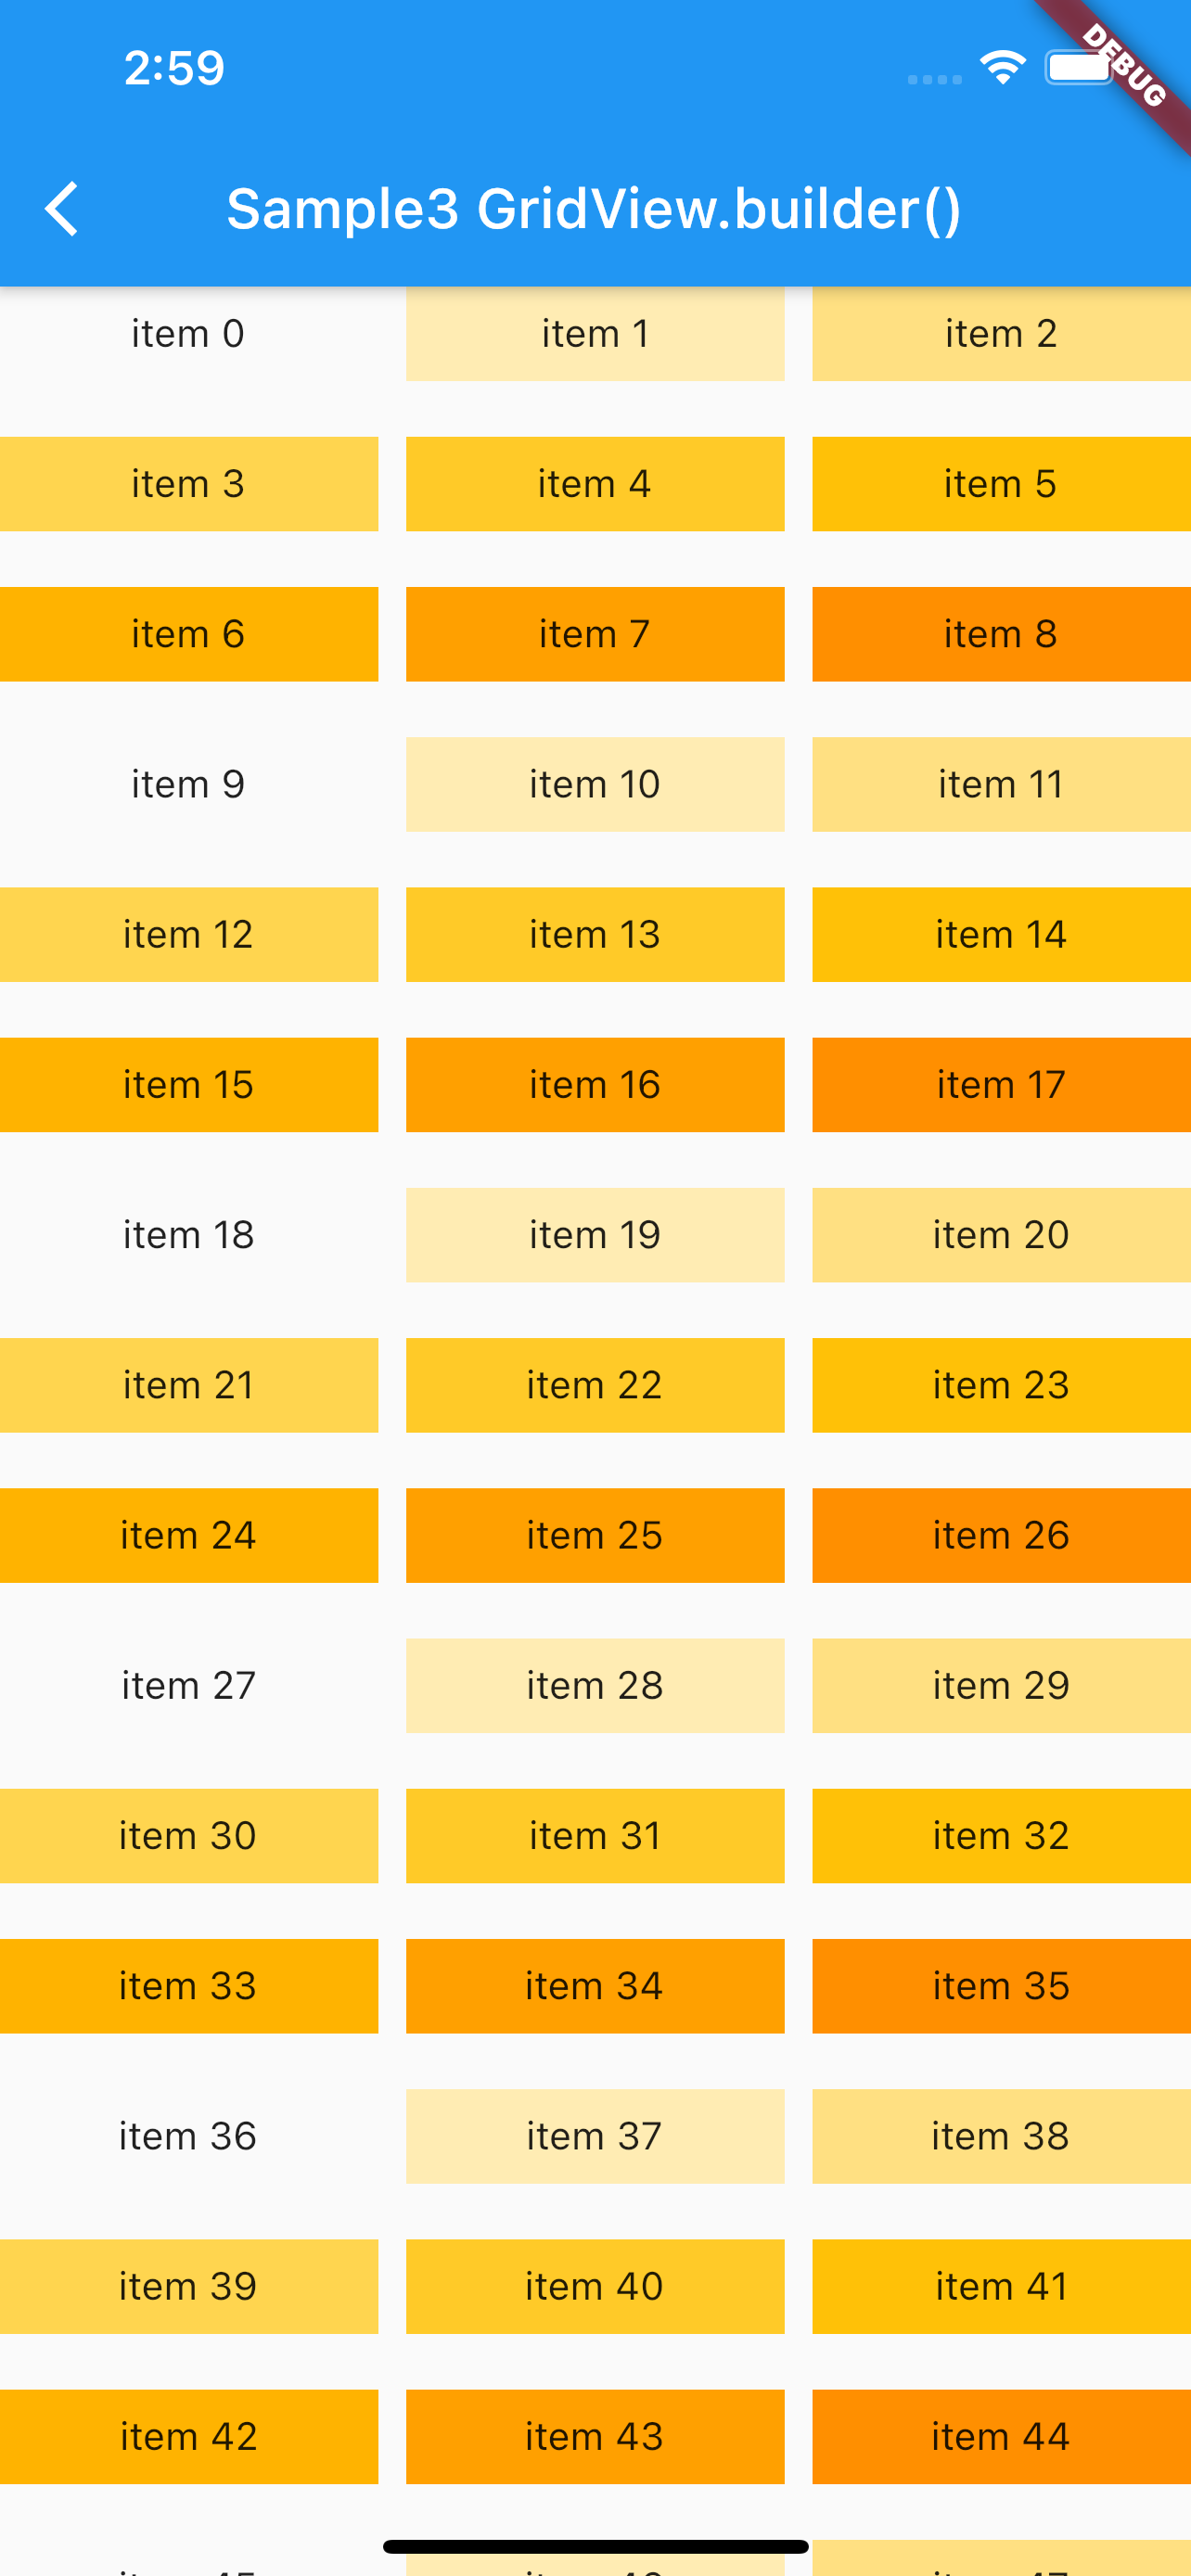 2:59
DEBUG
Sample3 GridView.builder()
item 0 item 1 item 2
item 3 item 4 item 5
item 6 item 7 item 8
item 9 item 10 item 11
item 12 item 13 item 14
item 15 item 16 item 17
item 18 item 19 item 20
item 21 item 22 item 23
item 24 item 25 item 26
item 27 item 28 item 29
item 30 item 31 item 32
item 33 item 34 item 35
item 36 item 37 item 38
item 39 item 40 item 41
item 42 item 43 item 44